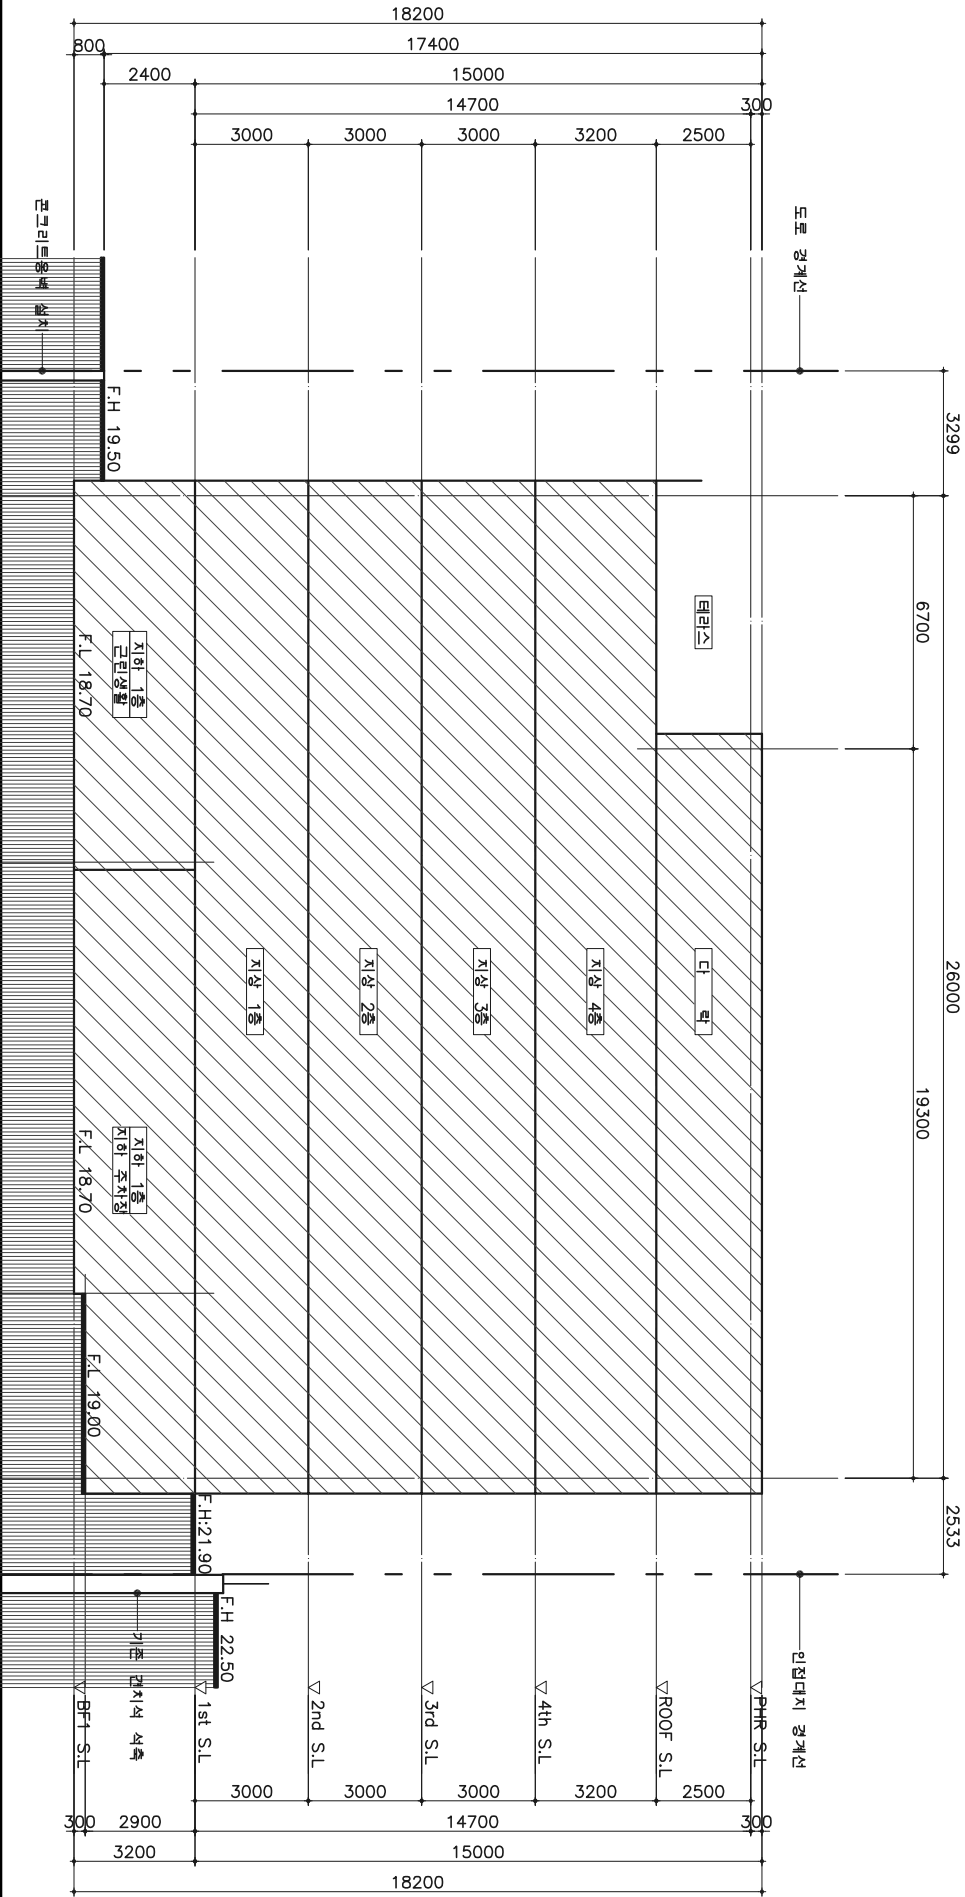 18200
800
17400
2400
15000
14700
300
3000
3000
3000
3200
2500
콘크리트옹벽 설치
도로 경계선
3299
6700
26000
19300
2533
F.H 19.50
테라스
다 락
지상 4층
지상 3층
지상 2층
지상 1층
지하 1층
근린생활
F.L 18.70
지하 1층
지하 주차장
F.L 18.70
F.L 19.00
F.H:21.90
F.H 22.50
기존 견치석 석축
인접대지 경계선
PHR S.L
ROOF S.L
4th S.L
3rd S.L
2nd S.L
1st S.L
BF1 S.L
3000
3000
3000
3200
2500
300
2900
14700
300
3200
15000
18200